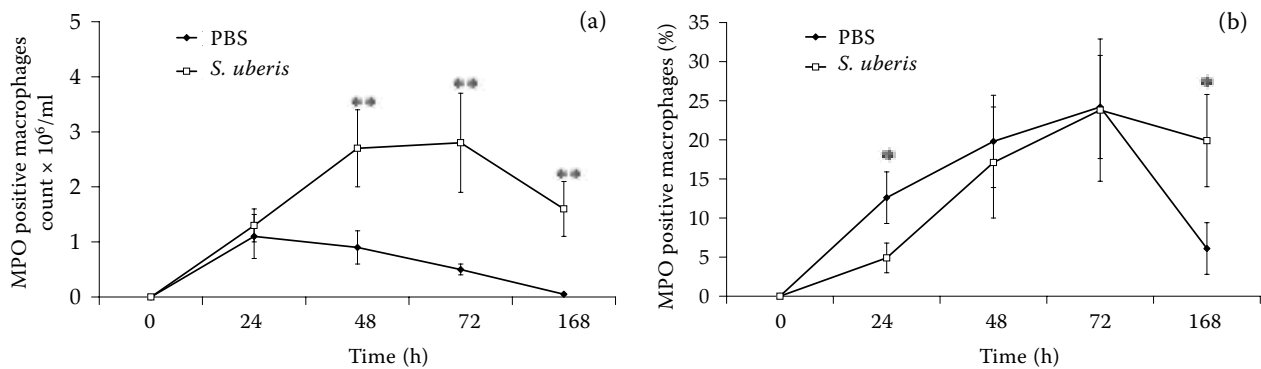 (a)
MPO positive macrophages
count × 10⁶/ml
5
4
3
2
1
0
PBS
S. uberis
**
**
**
0 24 48 72 168
Time (h)
(b)
MPO positive macrophages (%)
35
30
25
20
15
10
5
0
PBS
S. uberis
*
*
0 24 48 72 168
Time (h)